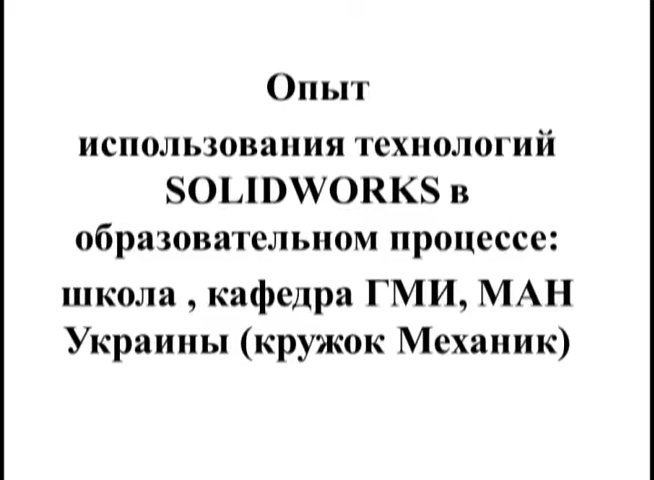 Опыт
использования технологий
SOLIDWORKS в
образовательном процессе:
школа , кафедра ГМИ, МАН
Украины (кружок Механик)